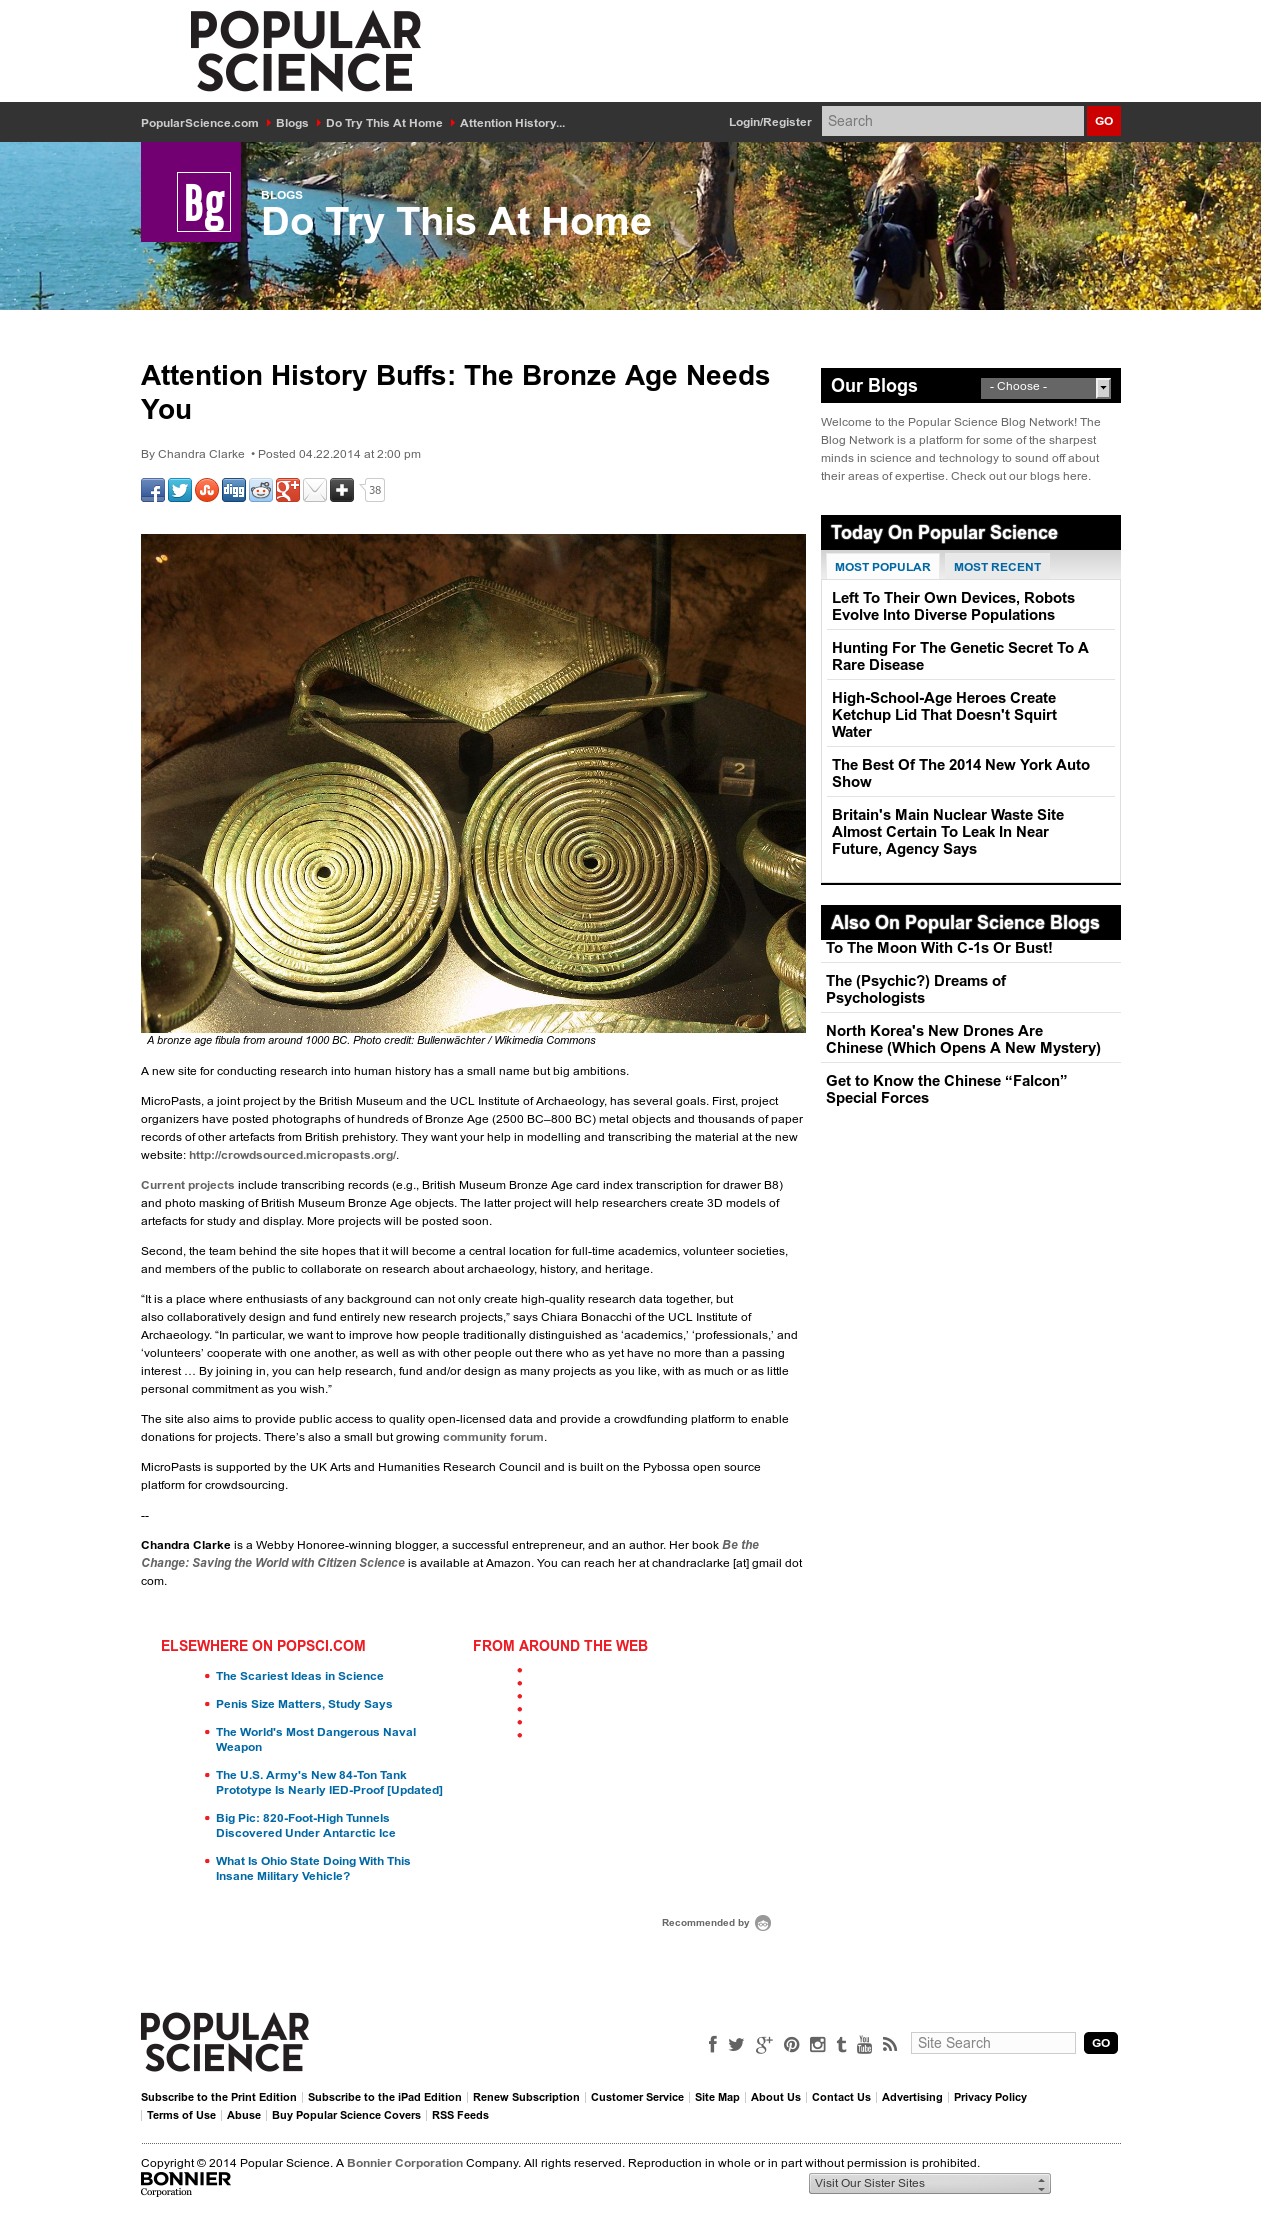 POPULAR
SCIENCE
PopularScience.com Blogs Do Try This At Home Attention History...
Login/Register Search GO
Bg
BLOGS
Do Try This At Home
Attention History Buffs: The Bronze Age Needs
You
By Chandra Clarke • Posted 04.22.2014 at 2:00 pm
digg 38
2
A bronze age fibula from around 1000 BC. Photo credit: Bullenwächter / Wikimedia Commons
A new site for conducting research into human history has a small name but big ambitions.
MicroPasts, a joint project by the British Museum and the UCL Institute of Archaeology, has several goals. First, project
organizers have posted photographs of hundreds of Bronze Age (2500 BC–800 BC) metal objects and thousands of paper
records of other artefacts from British prehistory. They want your help in modelling and transcribing the material at the new
website: http://crowdsourced.micropasts.org/.
Current projects include transcribing records (e.g., British Museum Bronze Age card index transcription for drawer B8)
and photo masking of British Museum Bronze Age objects. The latter project will help researchers create 3D models of
artefacts for study and display. More projects will be posted soon.
Second, the team behind the site hopes that it will become a central location for full-time academics, volunteer societies,
and members of the public to collaborate on research about archaeology, history, and heritage.
“It is a place where enthusiasts of any background can not only create high-quality research data together, but
also collaboratively design and fund entirely new research projects,” says Chiara Bonacchi of the UCL Institute of
Archaeology. “In particular, we want to improve how people traditionally distinguished as ‘academics,’ ‘professionals,’ and
‘volunteers’ cooperate with one another, as well as with other people out there who as yet have no more than a passing
interest … By joining in, you can help research, fund and/or design as many projects as you like, with as much or as little
personal commitment as you wish.”
The site also aims to provide public access to quality open-licensed data and provide a crowdfunding platform to enable
donations for projects. There’s also a small but growing community forum.
MicroPasts is supported by the UK Arts and Humanities Research Council and is built on the Pybossa open source
platform for crowdsourcing.
--
Chandra Clarke is a Webby Honoree-winning blogger, a successful entrepreneur, and an author. Her book Be the
Change: Saving the World with Citizen Science is available at Amazon. You can reach her at chandraclarke [at] gmail dot
com.
Our Blogs - Choose -
Welcome to the Popular Science Blog Network! The
Blog Network is a platform for some of the sharpest
minds in science and technology to sound off about
their areas of expertise. Check out our blogs here.
Today On Popular Science
MOST POPULAR MOST RECENT
Left To Their Own Devices, Robots
Evolve Into Diverse Populations
Hunting For The Genetic Secret To A
Rare Disease
High-School-Age Heroes Create
Ketchup Lid That Doesn't Squirt
Water
The Best Of The 2014 New York Auto
Show
Britain's Main Nuclear Waste Site
Almost Certain To Leak In Near
Future, Agency Says
Also On Popular Science Blogs
To The Moon With C-1s Or Bust!
The (Psychic?) Dreams of
Psychologists
North Korea's New Drones Are
Chinese (Which Opens A New Mystery)
Get to Know the Chinese “Falcon”
Special Forces
ELSEWHERE ON POPSCI.COM
The Scariest Ideas in Science
Penis Size Matters, Study Says
The World's Most Dangerous Naval
Weapon
The U.S. Army's New 84-Ton Tank
Prototype Is Nearly IED-Proof [Updated]
Big Pic: 820-Foot-High Tunnels
Discovered Under Antarctic Ice
What Is Ohio State Doing With This
Insane Military Vehicle?
FROM AROUND THE WEB
Recommended by
POPULAR
SCIENCE
You Tube
Site Search GO
Subscribe to the Print Edition Subscribe to the iPad Edition Renew Subscription Customer Service Site Map About Us Contact Us Advertising Privacy Policy
Terms of Use Abuse Buy Popular Science Covers RSS Feeds
Copyright © 2014 Popular Science. A Bonnier Corporation Company. All rights reserved. Reproduction in whole or in part without permission is prohibited.
BONNIER
Corporation
Visit Our Sister Sites